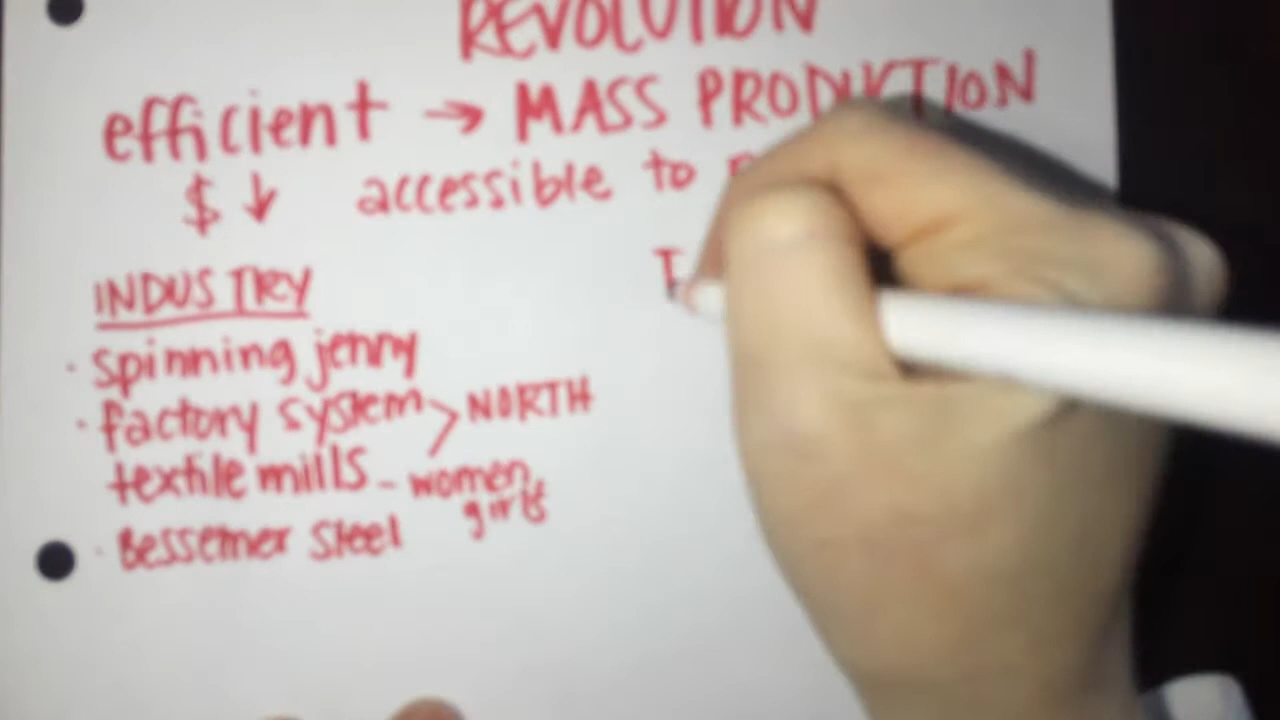 REVOLUTION
efficient → MASS PRODUCTION
$ ↓ accessible to
INDUSTRY
· spinning jenny
· factory system > NORTH
textile mills - women, girls
· Bessemer Steel